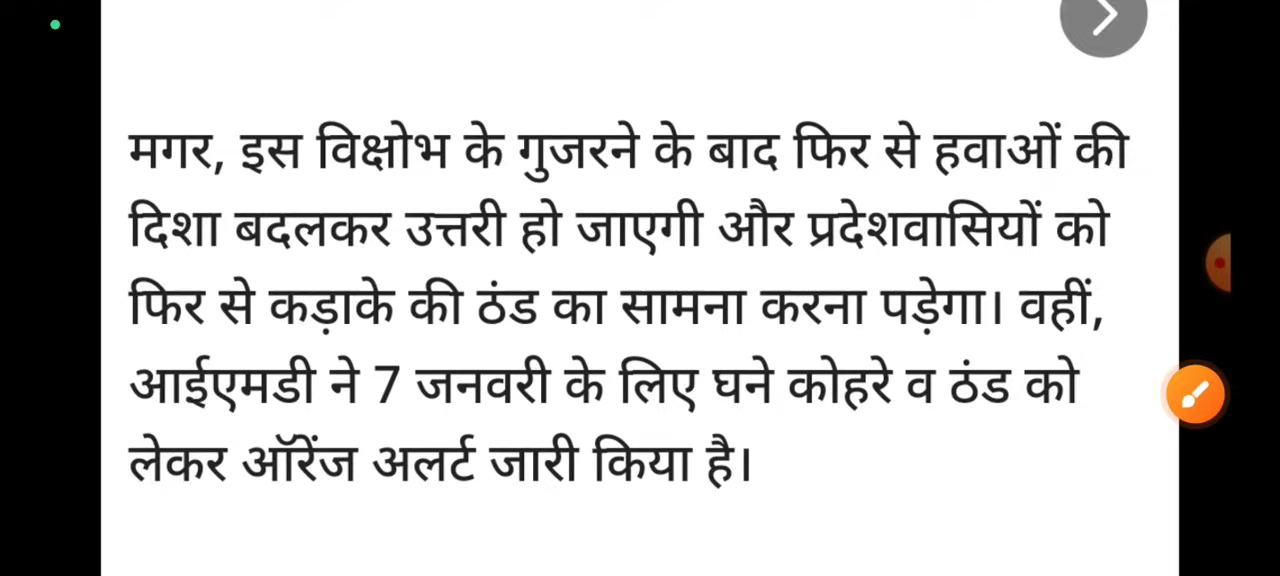 मगर, इस विक्षोभ के गुजरने के बाद फिर से हवाओं की
दिशा बदलकर उत्तरी हो जाएगी और प्रदेशवासियों को
फिर से कड़ाके की ठंड का सामना करना पड़ेगा। वहीं,
आईएमडी ने 7 जनवरी के लिए घने कोहरे व ठंड को
लेकर ऑरेंज अलर्ट जारी किया है।